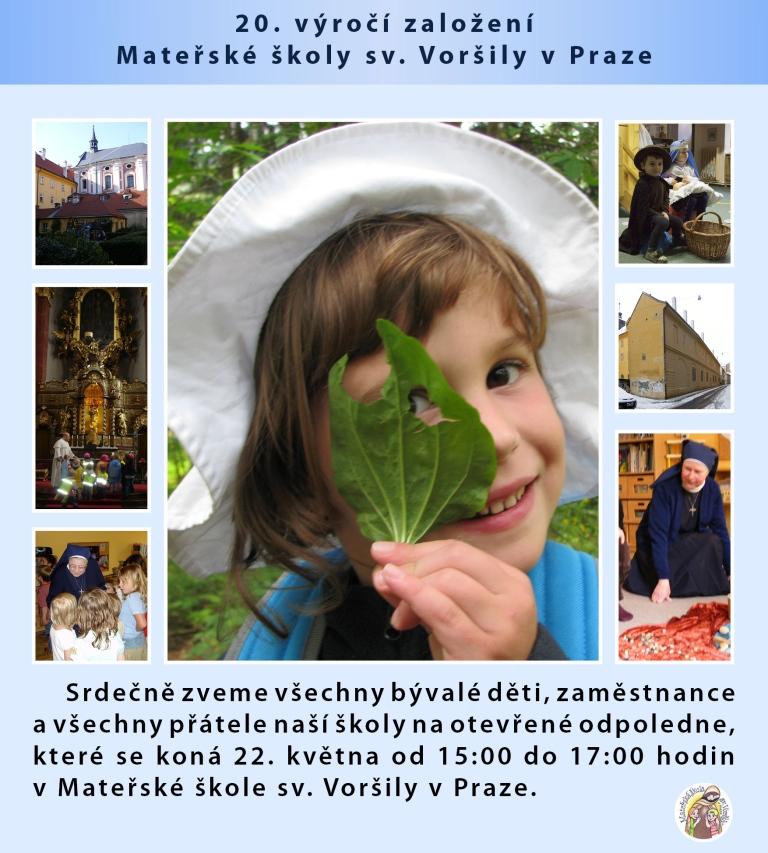 20. výročí založení
Mateřské školy sv. Voršily v Praze
Srdečně zveme všechny bývalé děti, zaměstnance
a všechny přátele naší školy na otevřené odpoledne,
které se koná 22. května od 15:00 do 17:00 hodin
v Mateřské škole sv. Voršily v Praze.
Mateřská škola